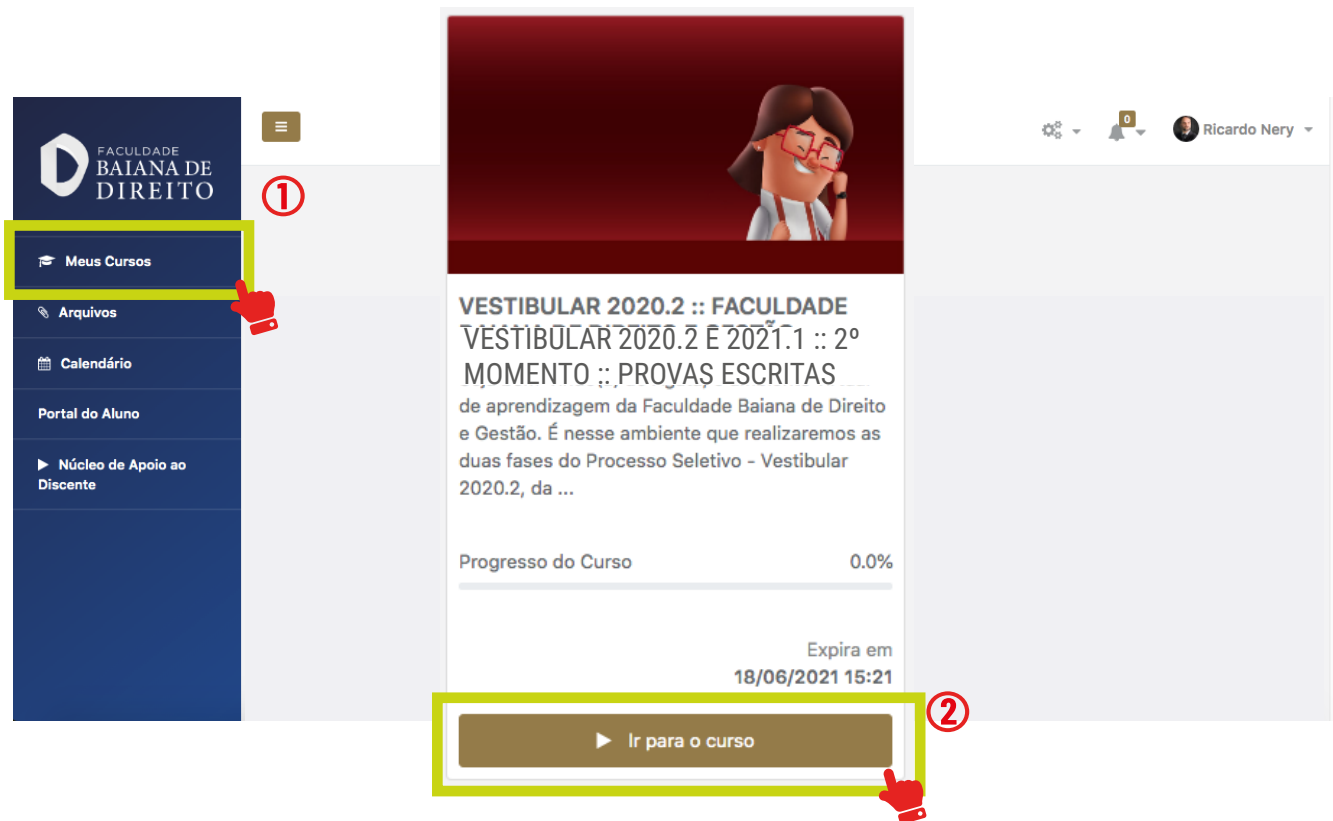 FACULDADE
BAIANA DE
DIREITO
①
Meus Cursos
Arquivos
Calendário
Portal do Aluno
Núcleo de Apoio ao
Discente
0
Ricardo Nery
VESTIBULAR 2020.2 :: FACULDADE
VESTIBULAR 2020.2 E 2021.1 :: 2º
MOMENTO :: PROVAS ESCRITAS
de aprendizagem da Faculdade Baiana de Direito
e Gestão. É nesse ambiente que realizaremos as
duas fases do Processo Seletivo - Vestibular
2020.2, da ...
Progresso do Curso 0.0%
Expira em
18/06/2021 15:21
②
Ir para o curso